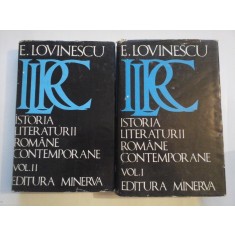 E. LOVINESCU
ILRC
ISTORIA
LITERATURII
ROMÂNE
CONTEMPORANE
VOL. II
EDITURA MINERVA
E. LOVINESCU
ILRC
ISTORIA
LITERATURII
ROMÂNE
CONTEMPORANE
VOL. I
EDITURA MINERVA